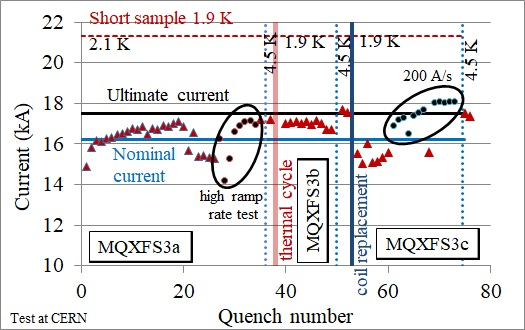 22
20
18
16
14
12
10
Current (kA)
Short sample 1.9 K
2.1 K
4.5 K
1.9 K
4.5 K
1.9 K
4.5 K
200 A/s
Ultimate current
Nominal
current
high ramp
rate test
thermal cycle
MQXFS3b
coil replacement
MQXFS3a
MQXFS3c
0
20
40
60
80
Quench number
Test at CERN